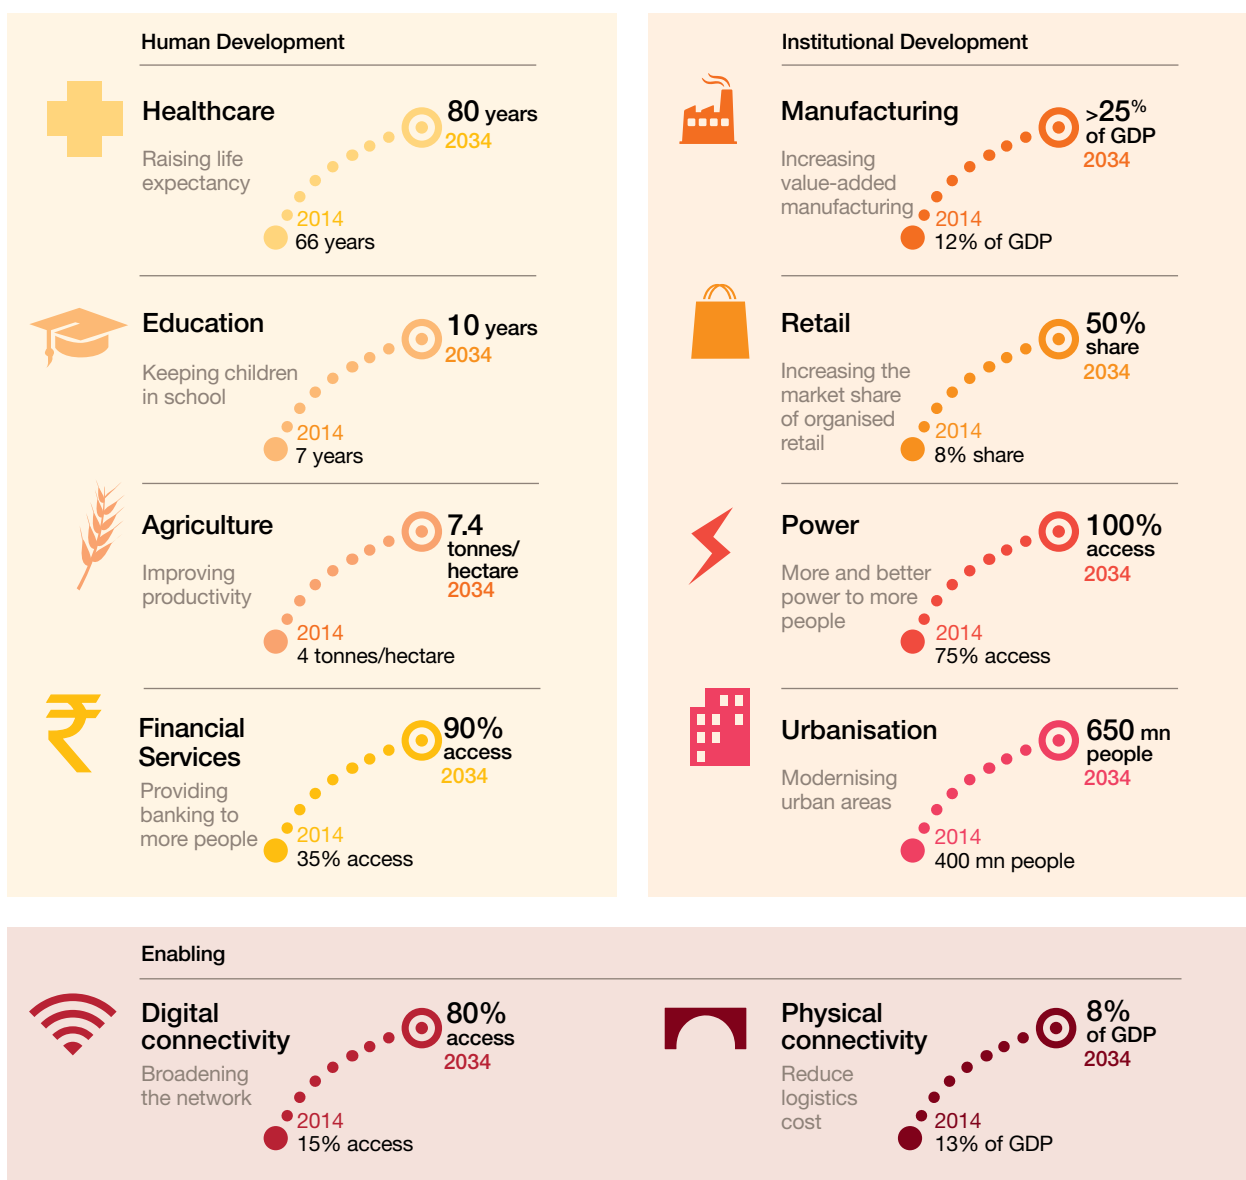 Human Development
Healthcare
Raising life
expectancy
80 years
2034
2014
66 years
Education
Keeping children
in school
10 years
2034
2014
7 years
Agriculture
Improving
productivity
7.4
tonnes/
hectare
2034
2014
4 tonnes/hectare
₹
Financial
Services
Providing
banking to
more people
90%
access
2034
2014
35% access
Institutional Development
Manufacturing
Increasing
value-added
manufacturing
>25%
of GDP
2034
2014
12% of GDP
Retail
Increasing the
market share
of organised
retail
50%
share
2034
2014
8% share
Power
More and better
power to more
people
100%
access
2034
2014
75% access
Urbanisation
Modernising
urban areas
650 mn
people
2034
2014
400 mn people
Enabling
Digital
connectivity
Broadening
the network
80%
access
2034
2014
15% access
Physical
connectivity
Reduce
logistics
cost
8%
of GDP
2034
2014
13% of GDP